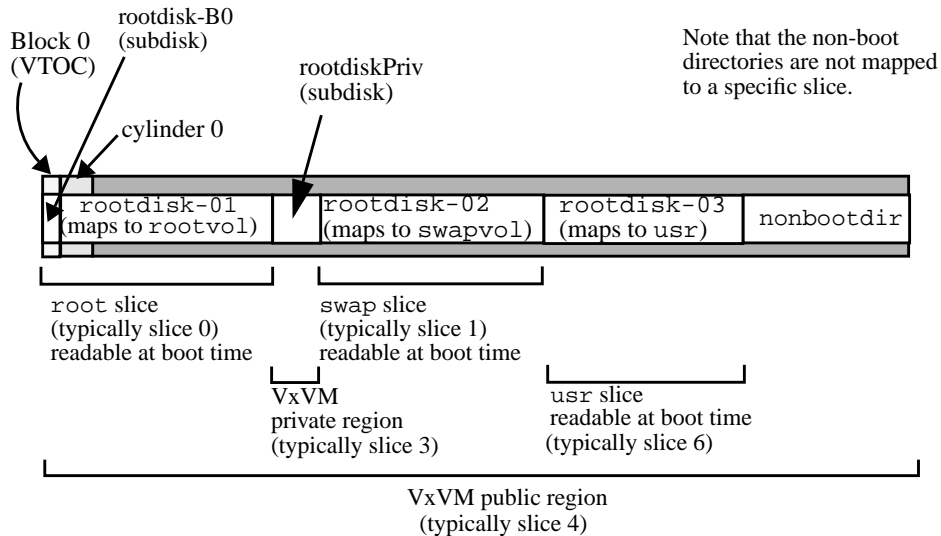 rootdisk-B0
(subdisk)
Block 0
(VTOC)
rootdiskPriv
(subdisk)
Note that the non-boot
directories are not mapped
to a specific slice.
cylinder 0
rootdisk-01
(maps to rootvol)
rootdisk-02
(maps to swapvol)
rootdisk-03
(maps to usr)
nonbootdir
root slice
(typically slice 0)
readable at boot time
swap slice
(typically slice 1)
readable at boot time
VxVM
private region
(typically slice 3)
usr slice
readable at boot time
(typically slice 6)
VxVM public region
(typically slice 4)